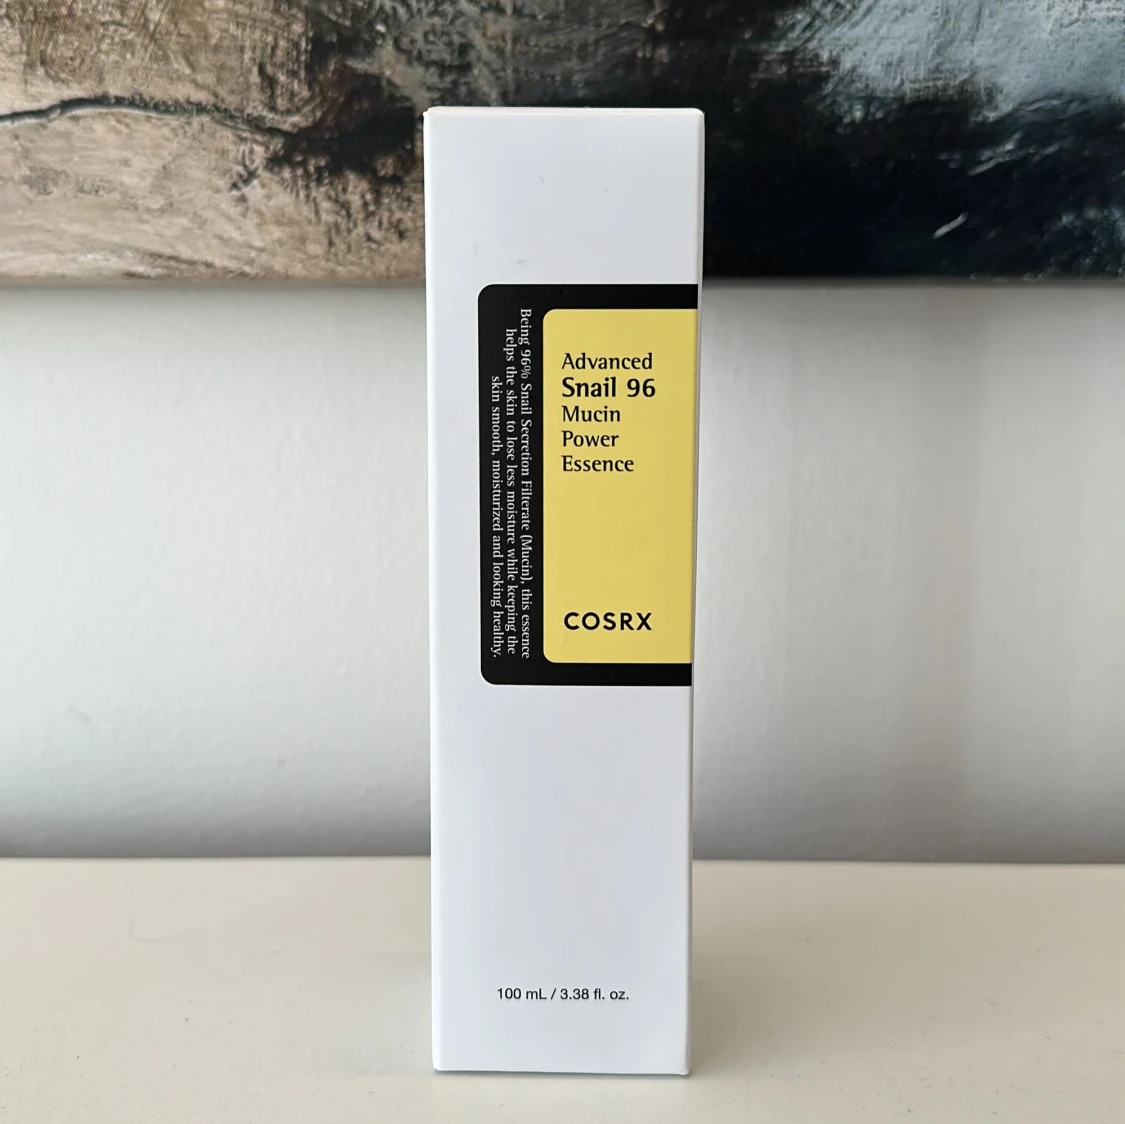 Advanced
Snail 96
Mucin
Power
Essence
COSRX
Being 96% Snail Secretion Filterate (Mucin), this essence
helps the skin to lose less moisture while keeping the
skin smooth, moisturized and looking healthy.
100 mL / 3.38 fl. oz.